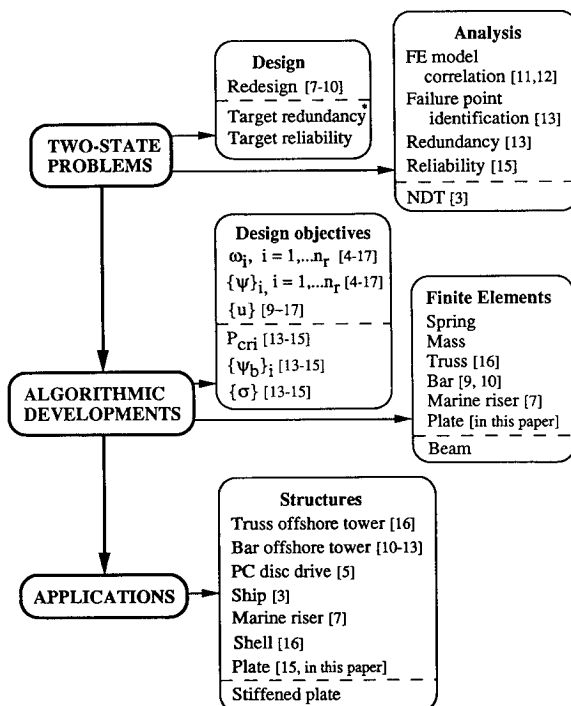 Design
Redesign [7-10]
Target redundancy*
Target reliability
Analysis
FE model
correlation [11,12]
Failure point
identification [13]
Redundancy [13]
Reliability [15]
NDT [3]
TWO-STATE
PROBLEMS
Design objectives
ωi, i = 1,...nr [4-17]
{ψ}i, i = 1,...nr [4-17]
{u} [9-17]
Pcri [13-15]
{ψb}i [13-15]
{σ} [13-15]
Finite Elements
Spring
Mass
Truss [16]
Bar [9, 10]
Marine riser [7]
Plate [in this paper]
Beam
ALGORITHMIC
DEVELOPMENTS
Structures
Truss offshore tower [16]
Bar offshore tower [10-13]
PC disc drive [5]
Ship [3]
Marine riser [7]
Shell [16]
Plate [15, in this paper]
Stiffened plate
APPLICATIONS